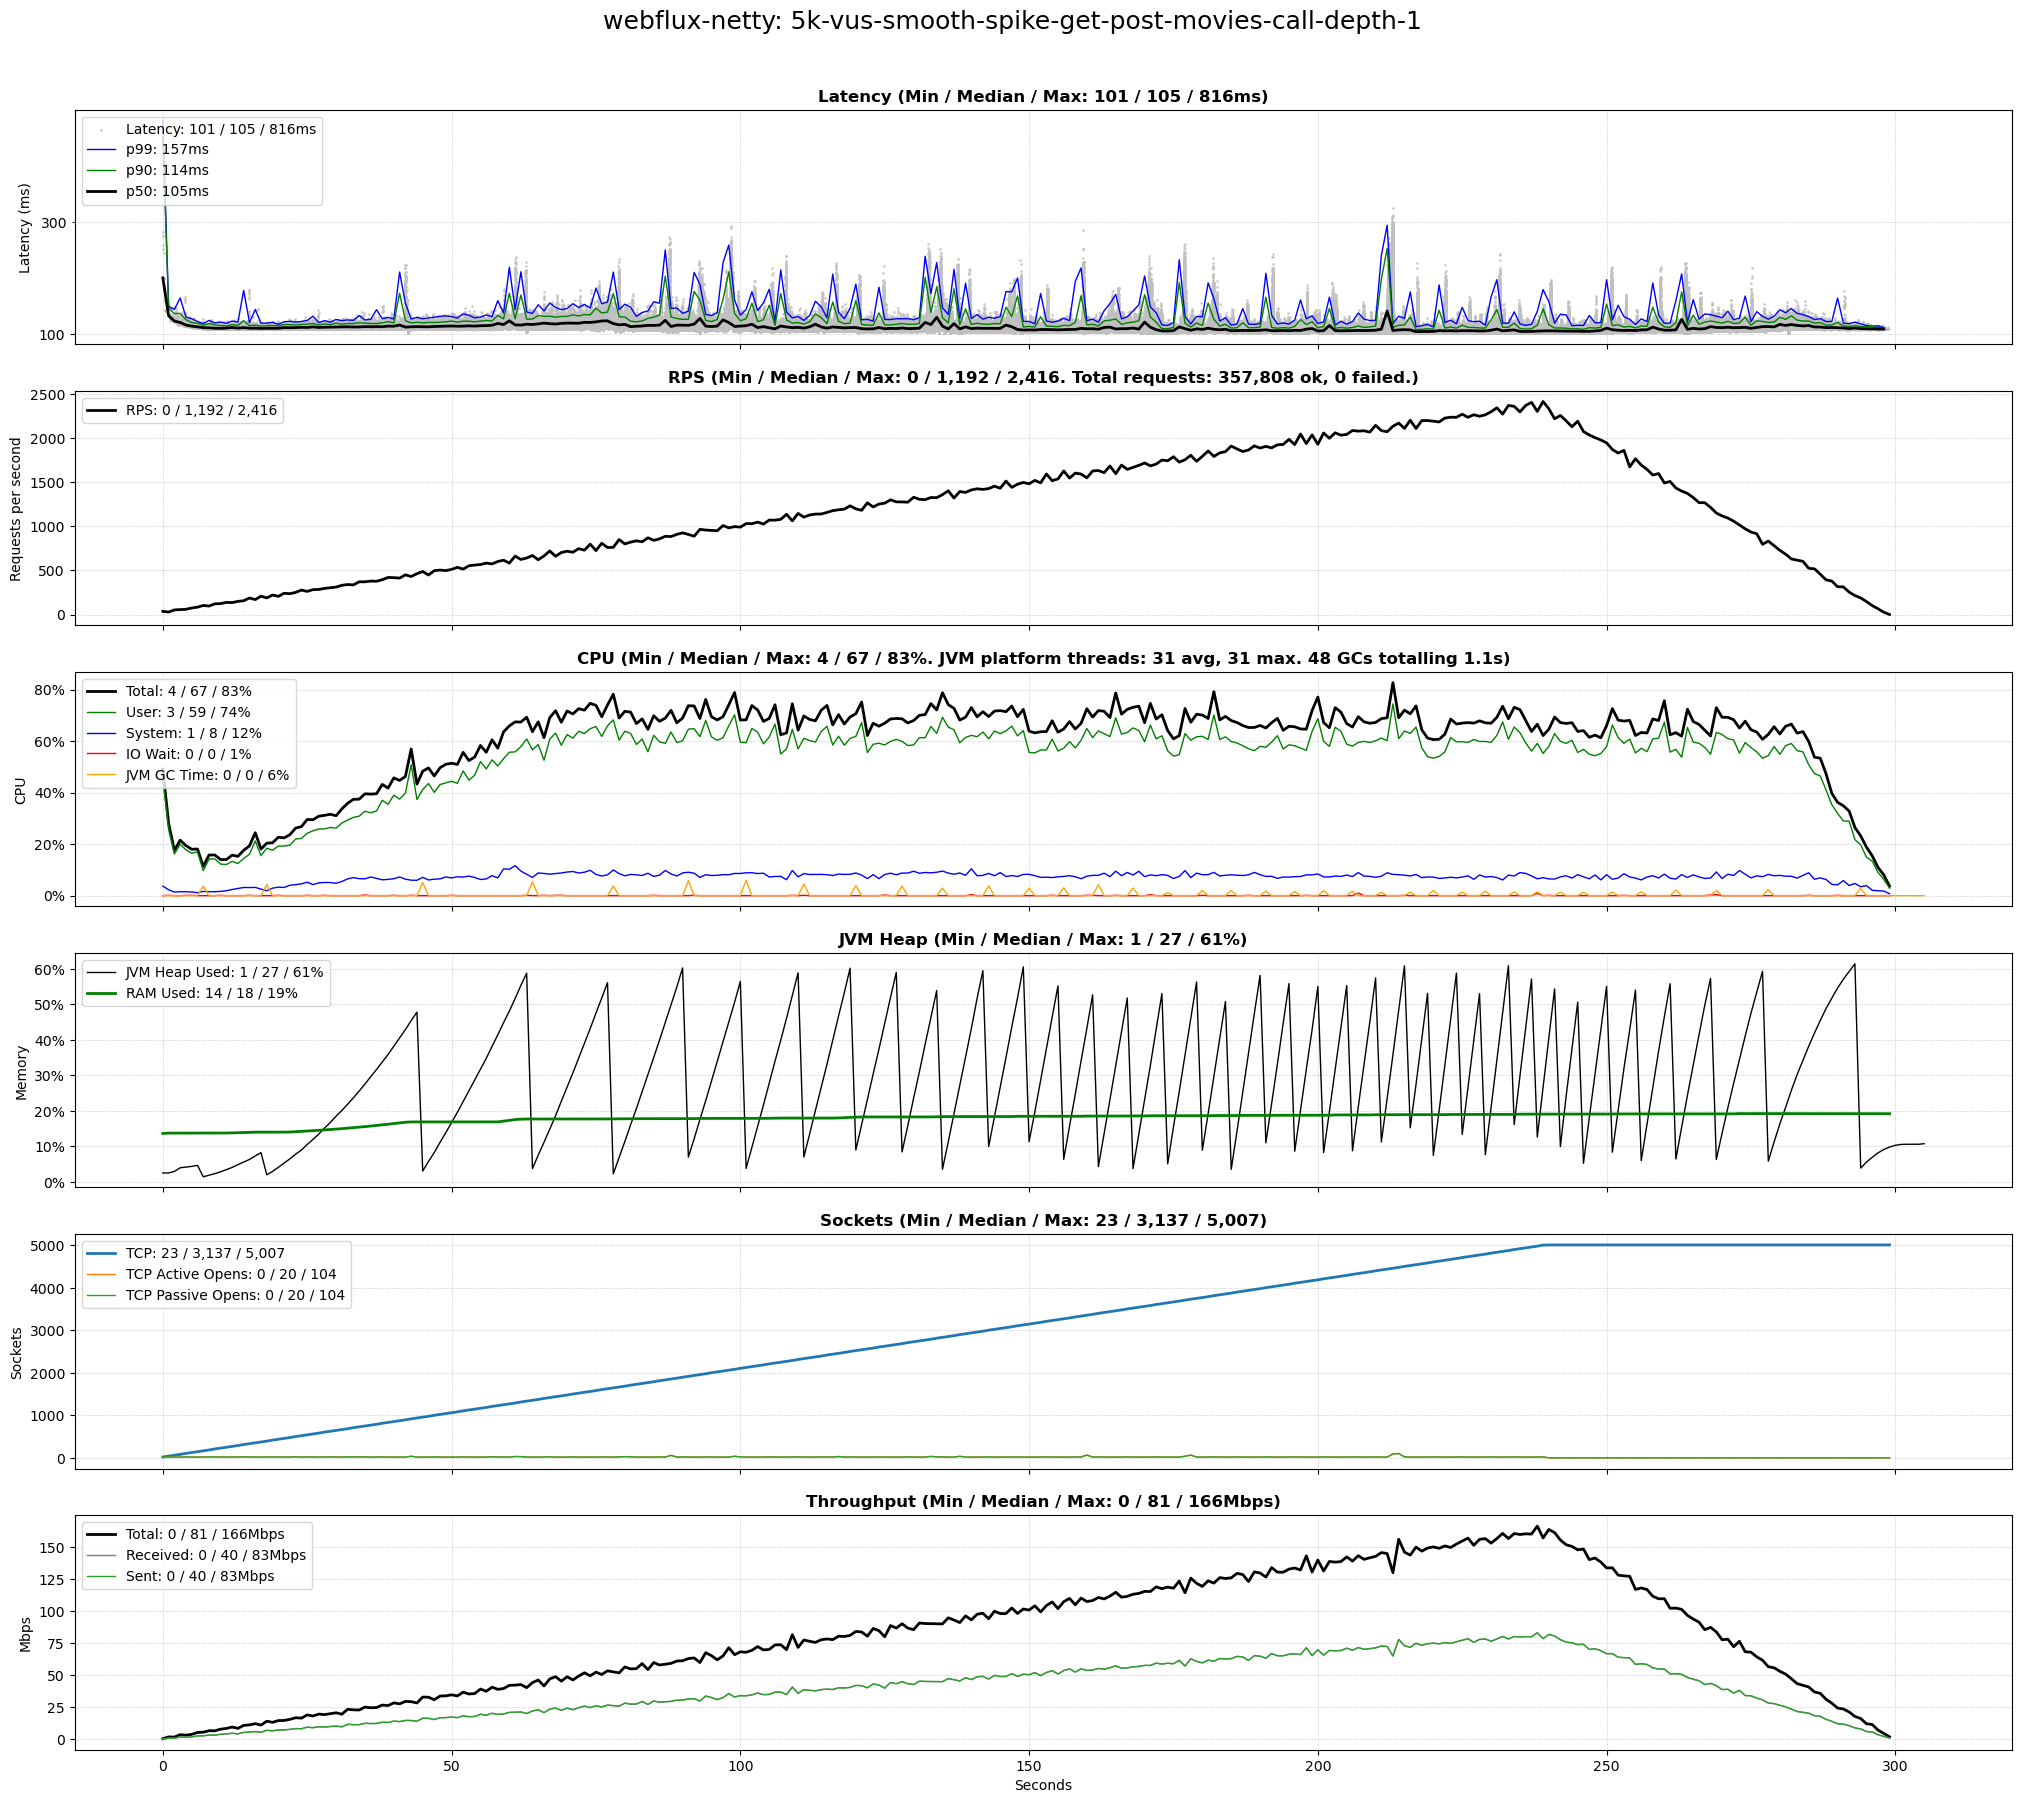 webflux-netty: 5k-vus-smooth-spike-get-post-movies-call-depth-1
Latency (Min / Median / Max: 101 / 105 / 816ms)
Latency: 101 / 105 / 816ms
p99: 157ms
p90: 114ms
p50: 105ms
Latency (ms)
300
100
RPS (Min / Median / Max: 0 / 1,192 / 2,416. Total requests: 357,808 ok, 0 failed.)
RPS: 0 / 1,192 / 2,416
Requests per second
2500
2000
1500
1000
500
0
CPU (Min / Median / Max: 4 / 67 / 83%. JVM platform threads: 31 avg, 31 max. 48 GCs totalling 1.1s)
Total: 4 / 67 / 83%
User: 3 / 59 / 74%
System: 1 / 8 / 12%
IO Wait: 0 / 0 / 1%
JVM GC Time: 0 / 0 / 6%
CPU
80%
60%
40%
20%
0%
JVM Heap (Min / Median / Max: 1 / 27 / 61%)
JVM Heap Used: 1 / 27 / 61%
RAM Used: 14 / 18 / 19%
Memory
60%
50%
40%
30%
20%
10%
0%
Sockets (Min / Median / Max: 23 / 3,137 / 5,007)
TCP: 23 / 3,137 / 5,007
TCP Active Opens: 0 / 20 / 104
TCP Passive Opens: 0 / 20 / 104
Sockets
5000
4000
3000
2000
1000
0
Throughput (Min / Median / Max: 0 / 81 / 166Mbps)
Total: 0 / 81 / 166Mbps
Received: 0 / 40 / 83Mbps
Sent: 0 / 40 / 83Mbps
Mbps
150
125
100
75
50
25
0
0 50 100 150 200 250 300
Seconds